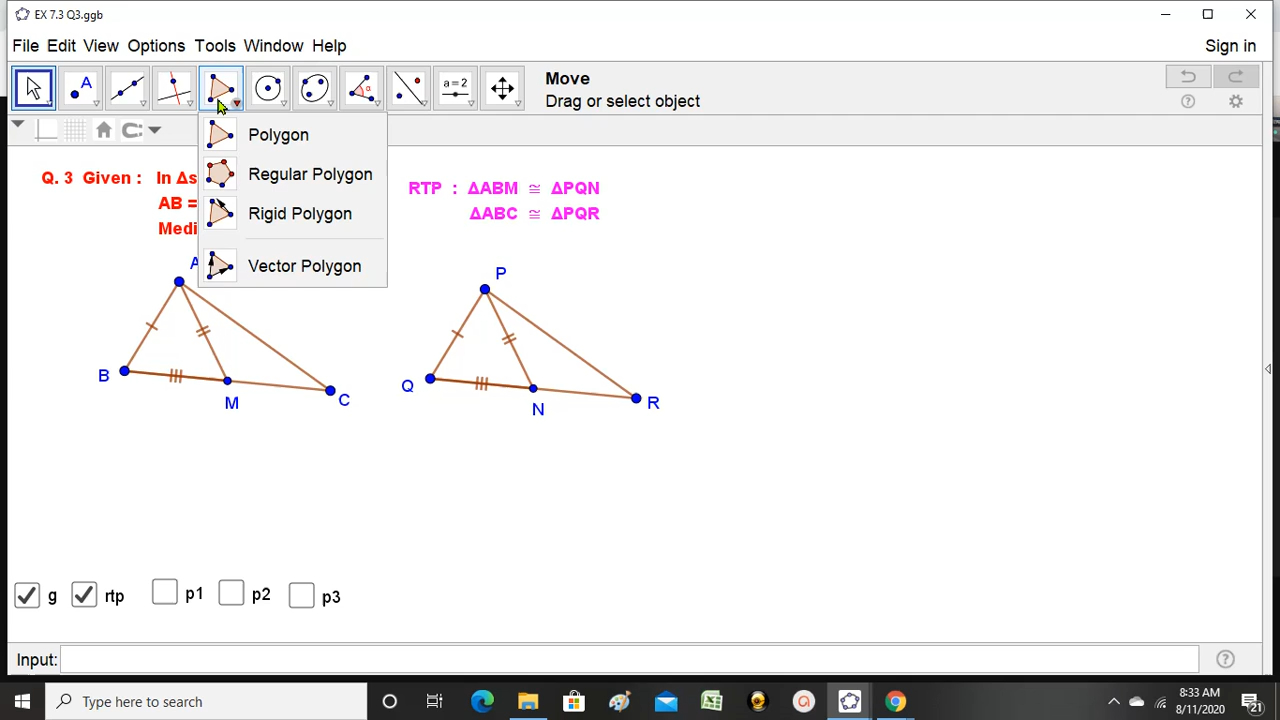 EX 7.3 Q3.ggb
File Edit View Options Tools Window Help
Sign in
A
α
a=2
Move
Drag or select object
Polygon
Regular Polygon
Rigid Polygon
Vector Polygon
Q. 3 Given : In Δs
AB =
Medi
RTP : ΔABM ≅ ΔPQN
ΔABC ≅ ΔPQR
A
B
M
C
P
Q
N
R
g rtp p1 p2 p3
Input:
Type here to search
8:33 AM
8/11/2020
21